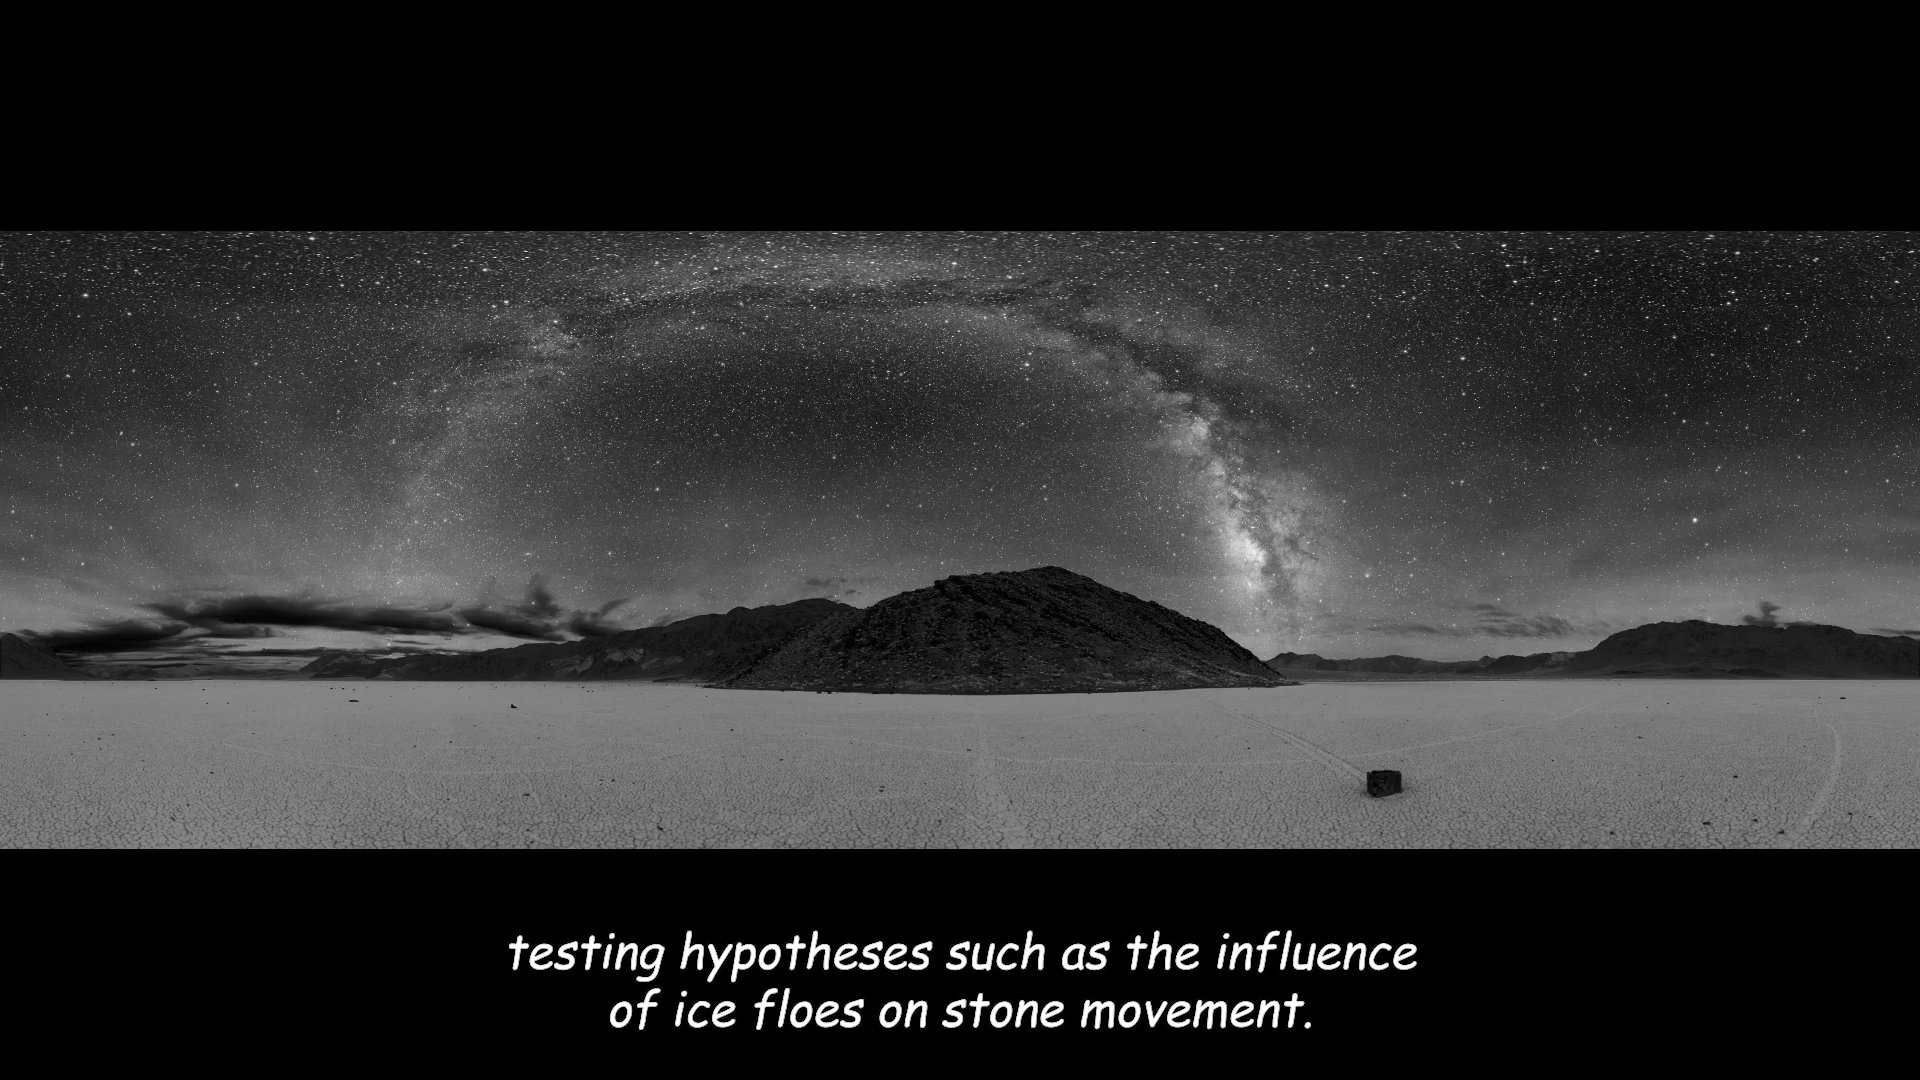 testing hypotheses such as the influence
of ice floes on stone movement.